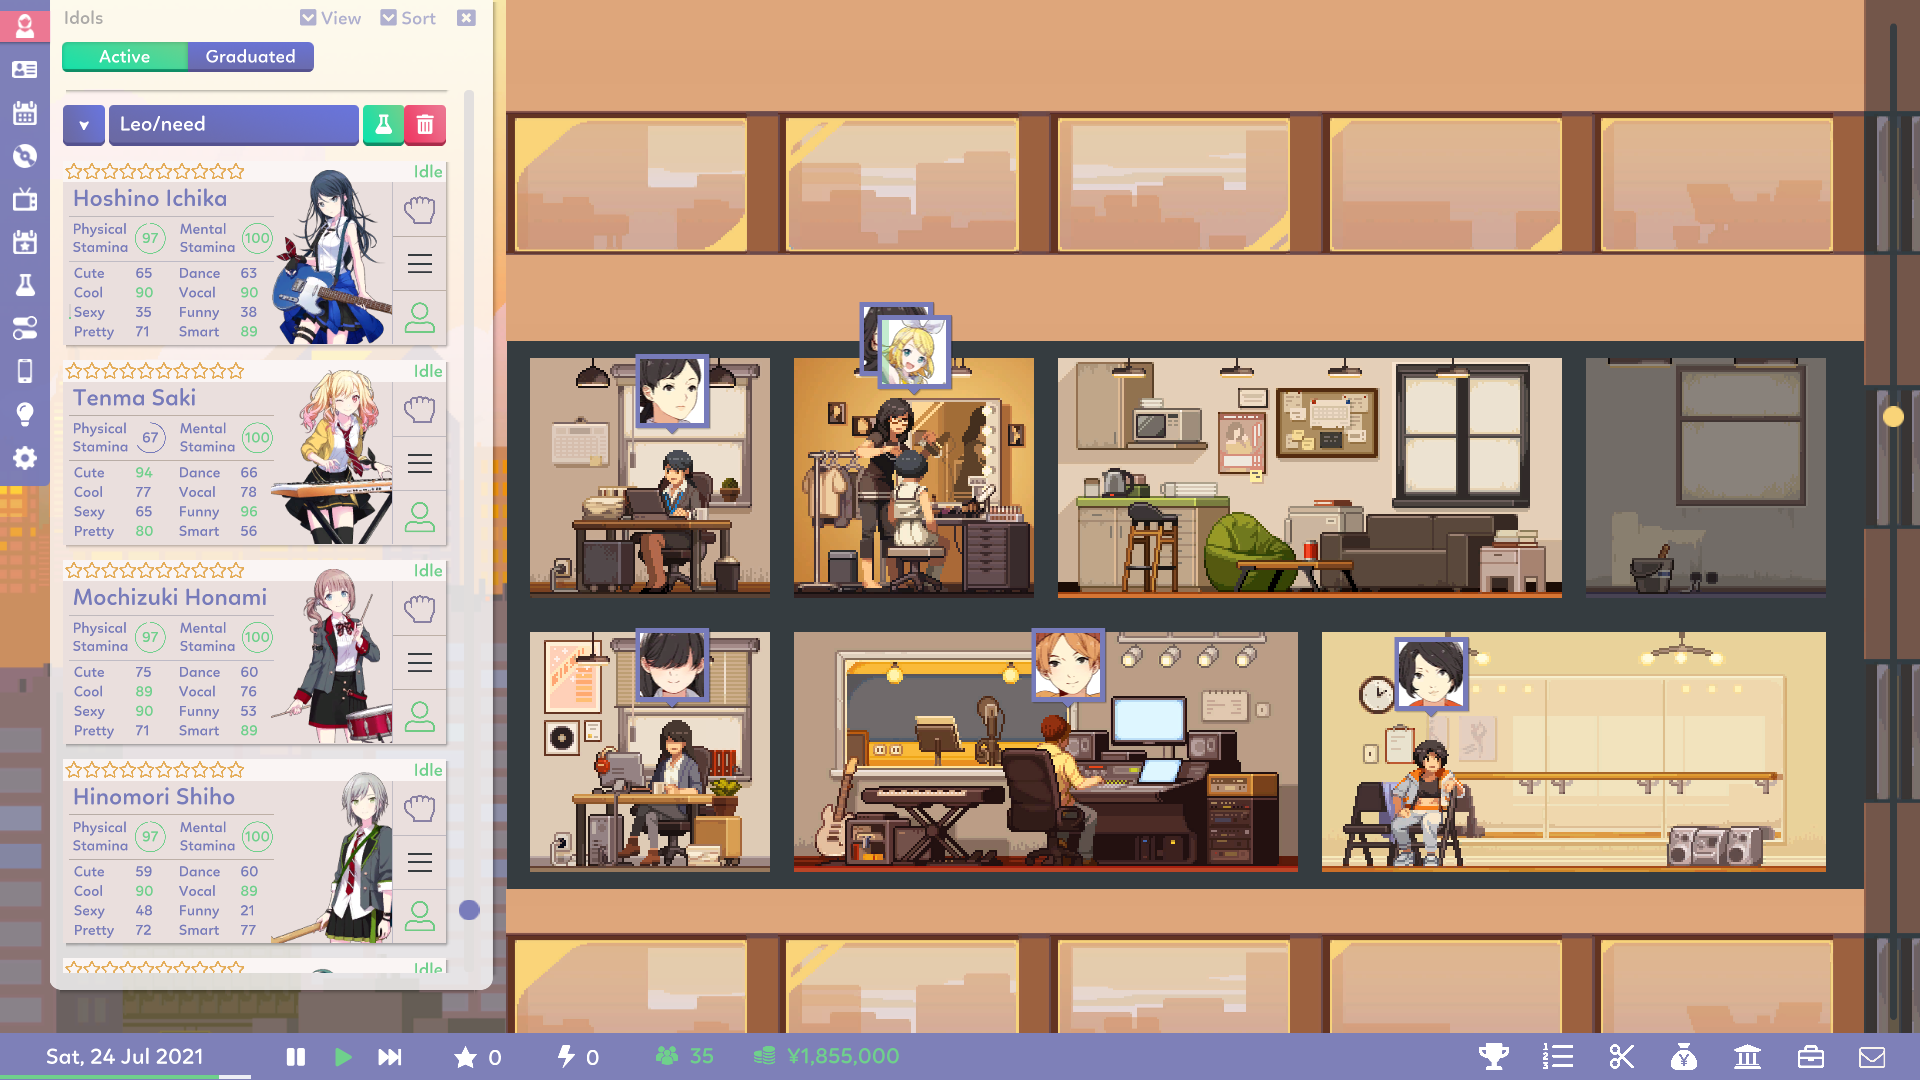 Idols
View
Sort
Active
Graduated
Leo/need
Idle
Hoshino Ichika
Physical Stamina 97 Mental Stamina 100
Cute 65 Dance 63
Cool 90 Vocal 90
Sexy 35 Funny 38
Pretty 71 Smart 89
Idle
Tenma Saki
Physical Stamina 67 Mental Stamina 100
Cute 94 Dance 66
Cool 77 Vocal 78
Sexy 65 Funny 96
Pretty 80 Smart 56
Idle
Mochizuki Honami
Physical Stamina 97 Mental Stamina 100
Cute 75 Dance 60
Cool 89 Vocal 76
Sexy 90 Funny 53
Pretty 71 Smart 89
Idle
Hinomori Shiho
Physical Stamina 97 Mental Stamina 100
Cute 59 Dance 60
Cool 90 Vocal 89
Sexy 48 Funny 21
Pretty 72 Smart 77
Idle
Sat, 24 Jul 2021
0
0
35
¥1,855,000